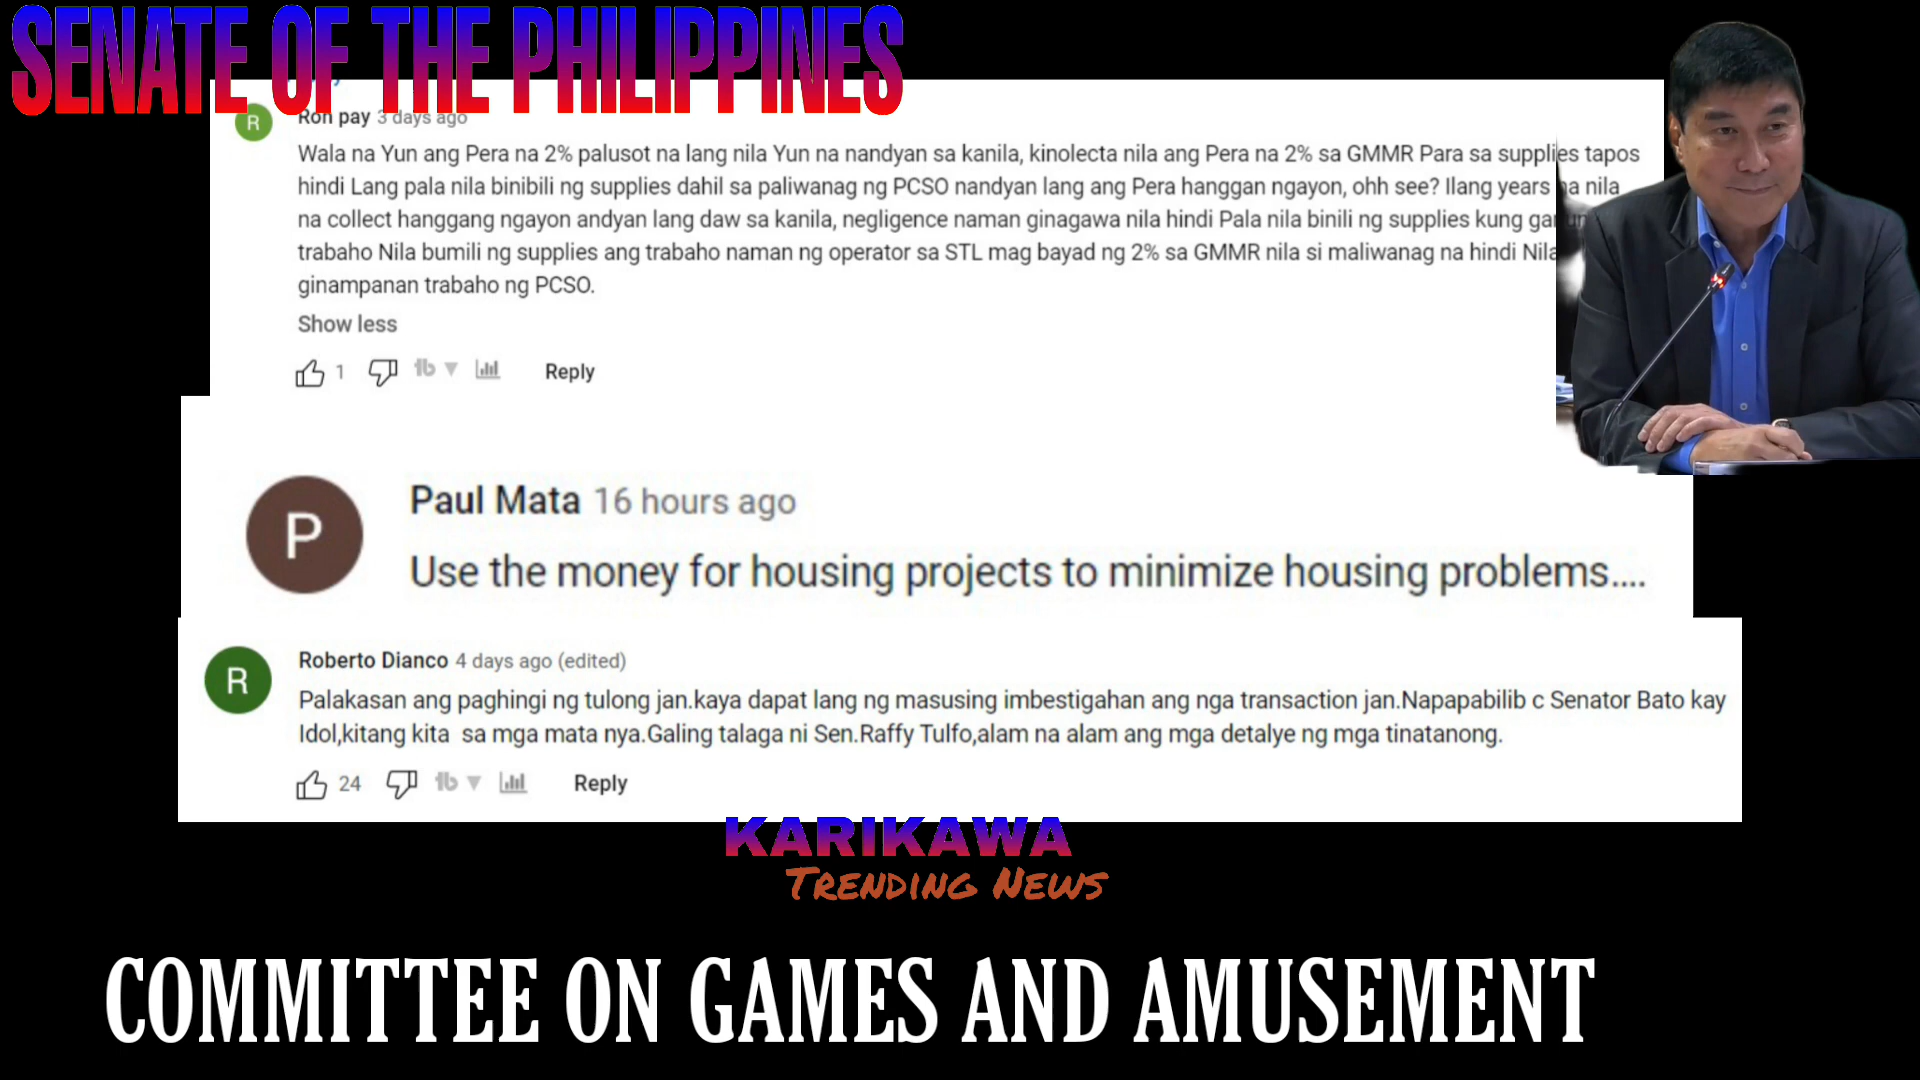 SENATE OF THE PHILIPPINES
R
Ron pay 3 days ago
Wala na Yun ang Pera na 2% palusot na lang nila Yun na nandyan sa kanila, kinolecta nila ang Pera na 2% sa GMMR Para sa supplies tapos
hindi Lang pala nila binibili ng supplies dahil sa paliwanag ng PCSO nandyan lang ang Pera hanggan ngayon, ohh see? Ilang years na nila
na collect hanggang ngayon andyan lang daw sa kanila, negligence naman ginagawa nila hindi Pala nila binili ng supplies kung
trabaho Nila bumili ng supplies ang trabaho naman ng operator sa STL mag bayad ng 2% sa GMMR nila si maliwanag na hindi Nila
ginampanan trabaho ng PCSO.
Show less
1 tb Reply
P
Paul Mata 16 hours ago
Use the money for housing projects to minimize housing problems....
R
Roberto Dianco 4 days ago (edited)
Palakasan ang paghingi ng tulong jan.kaya dapat lang ng masusing imbestigahan ang nga transaction jan.Napapabilib c Senator Bato kay
Idol,kitang kita sa mga mata nya.Galing talaga ni Sen.Raffy Tulfo,alam na alam ang mga detalye ng mga tinatanong.
24 tb Reply
KARIKAWA
TRENDING NEWS
COMMITTEE ON GAMES AND AMUSEMENT